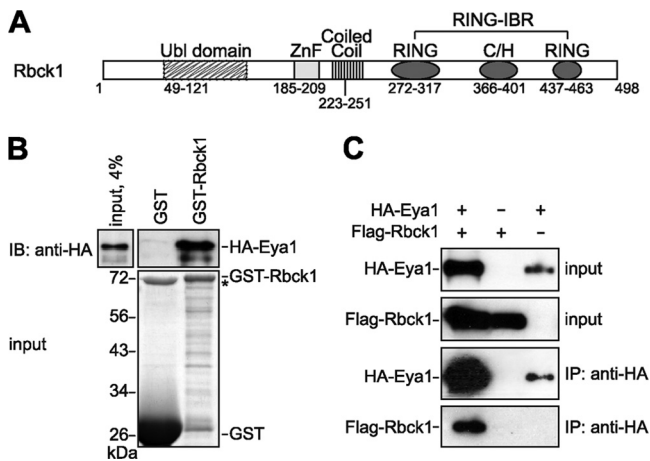 A
RING-IBR
Coiled
Ubl domain ZnF Coil RING C/H RING
Rbck1
1 49-121 185-209 272-317 366-401 437-463 498
223-251
B
input, 4%
GST
GST-Rbck1
IB: anti-HA
-HA-Eya1
72-
-GST-Rbck1
*
56-
43-
input
34-
26-
-GST
kDa
C
HA-Eya1 + - +
Flag-Rbck1 + + -
HA-Eya1- input
Flag-Rbck1- input
HA-Eya1- IP: anti-HA
Flag-Rbck1- IP: anti-HA